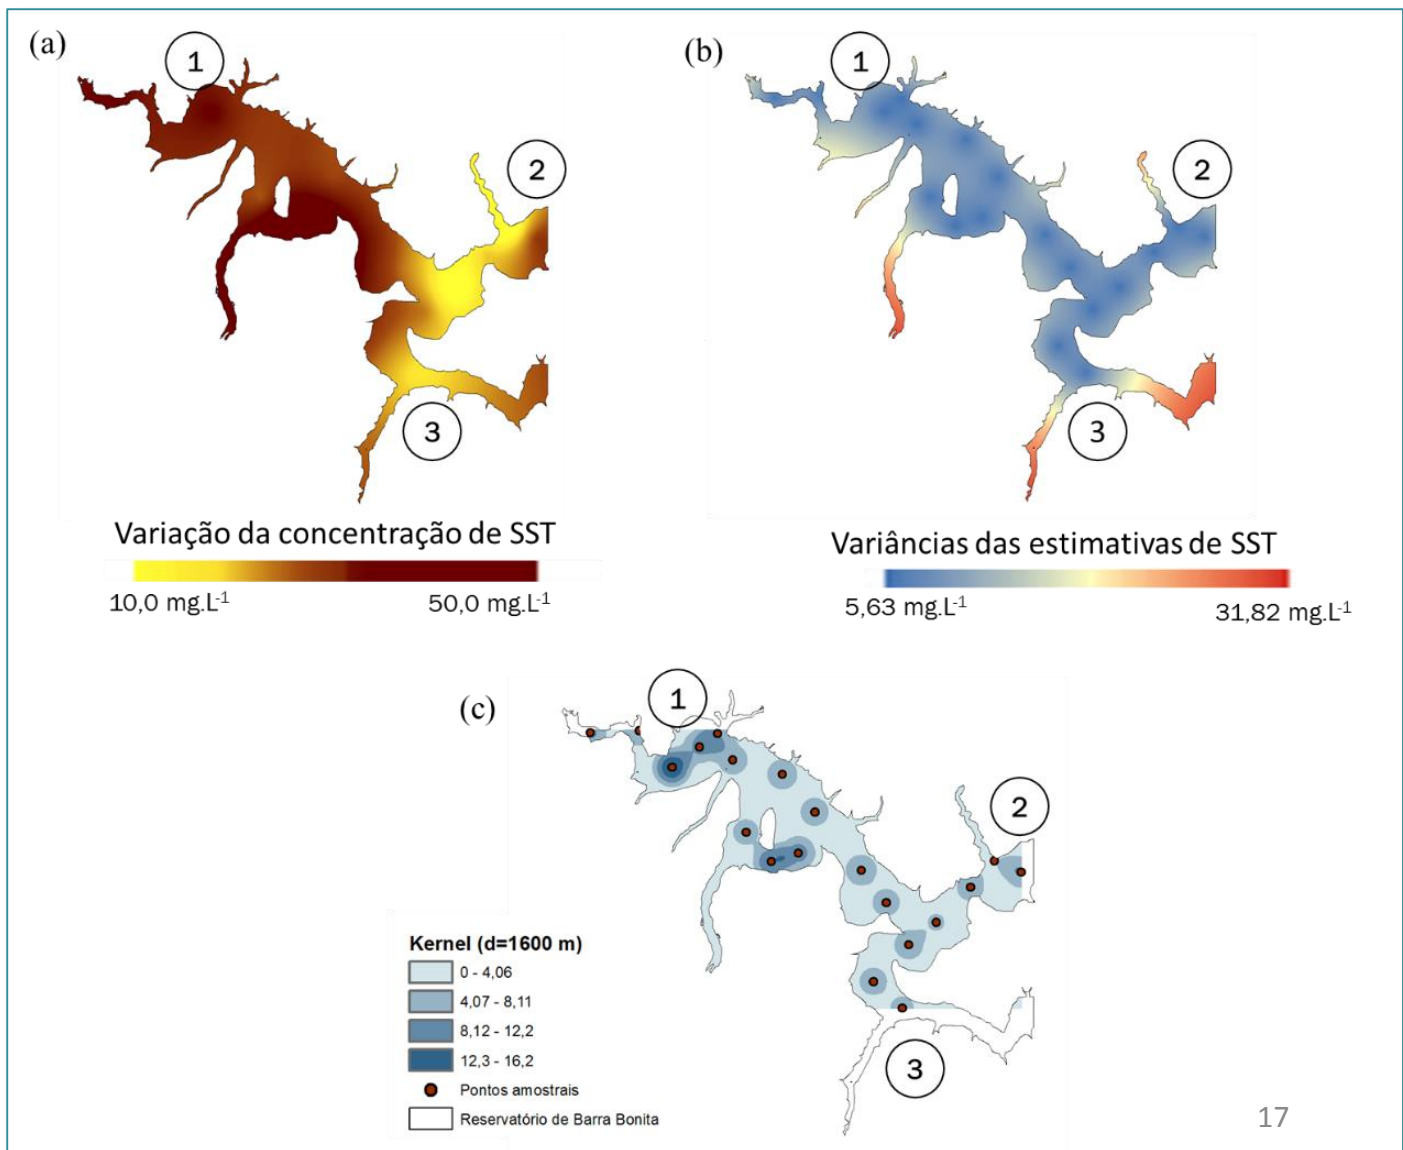 (a)
1
2
3
Variação da concentração de SST
10,0 mg.L-1
50,0 mg.L-1
(b)
1
2
3
Variâncias das estimativas de SST
5,63 mg.L-1
31,82 mg.L-1
(c)
1
2
3
Kernel (d=1600 m)
0 - 4,06
4,07 - 8,11
8,12 - 12,2
12,3 - 16,2
Pontos amostrais
Reservatório de Barra Bonita
17